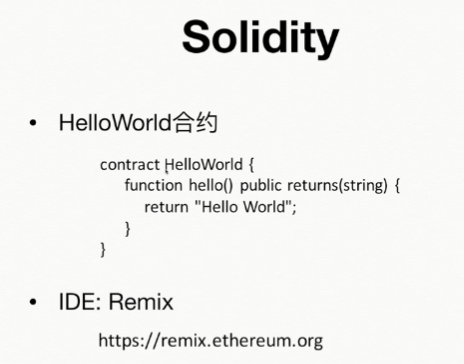 Solidity
• HelloWorld合约
contract HelloWorld {
function hello() public returns(string) {
return "Hello World";
}
}
• IDE: Remix
https://remix.ethereum.org